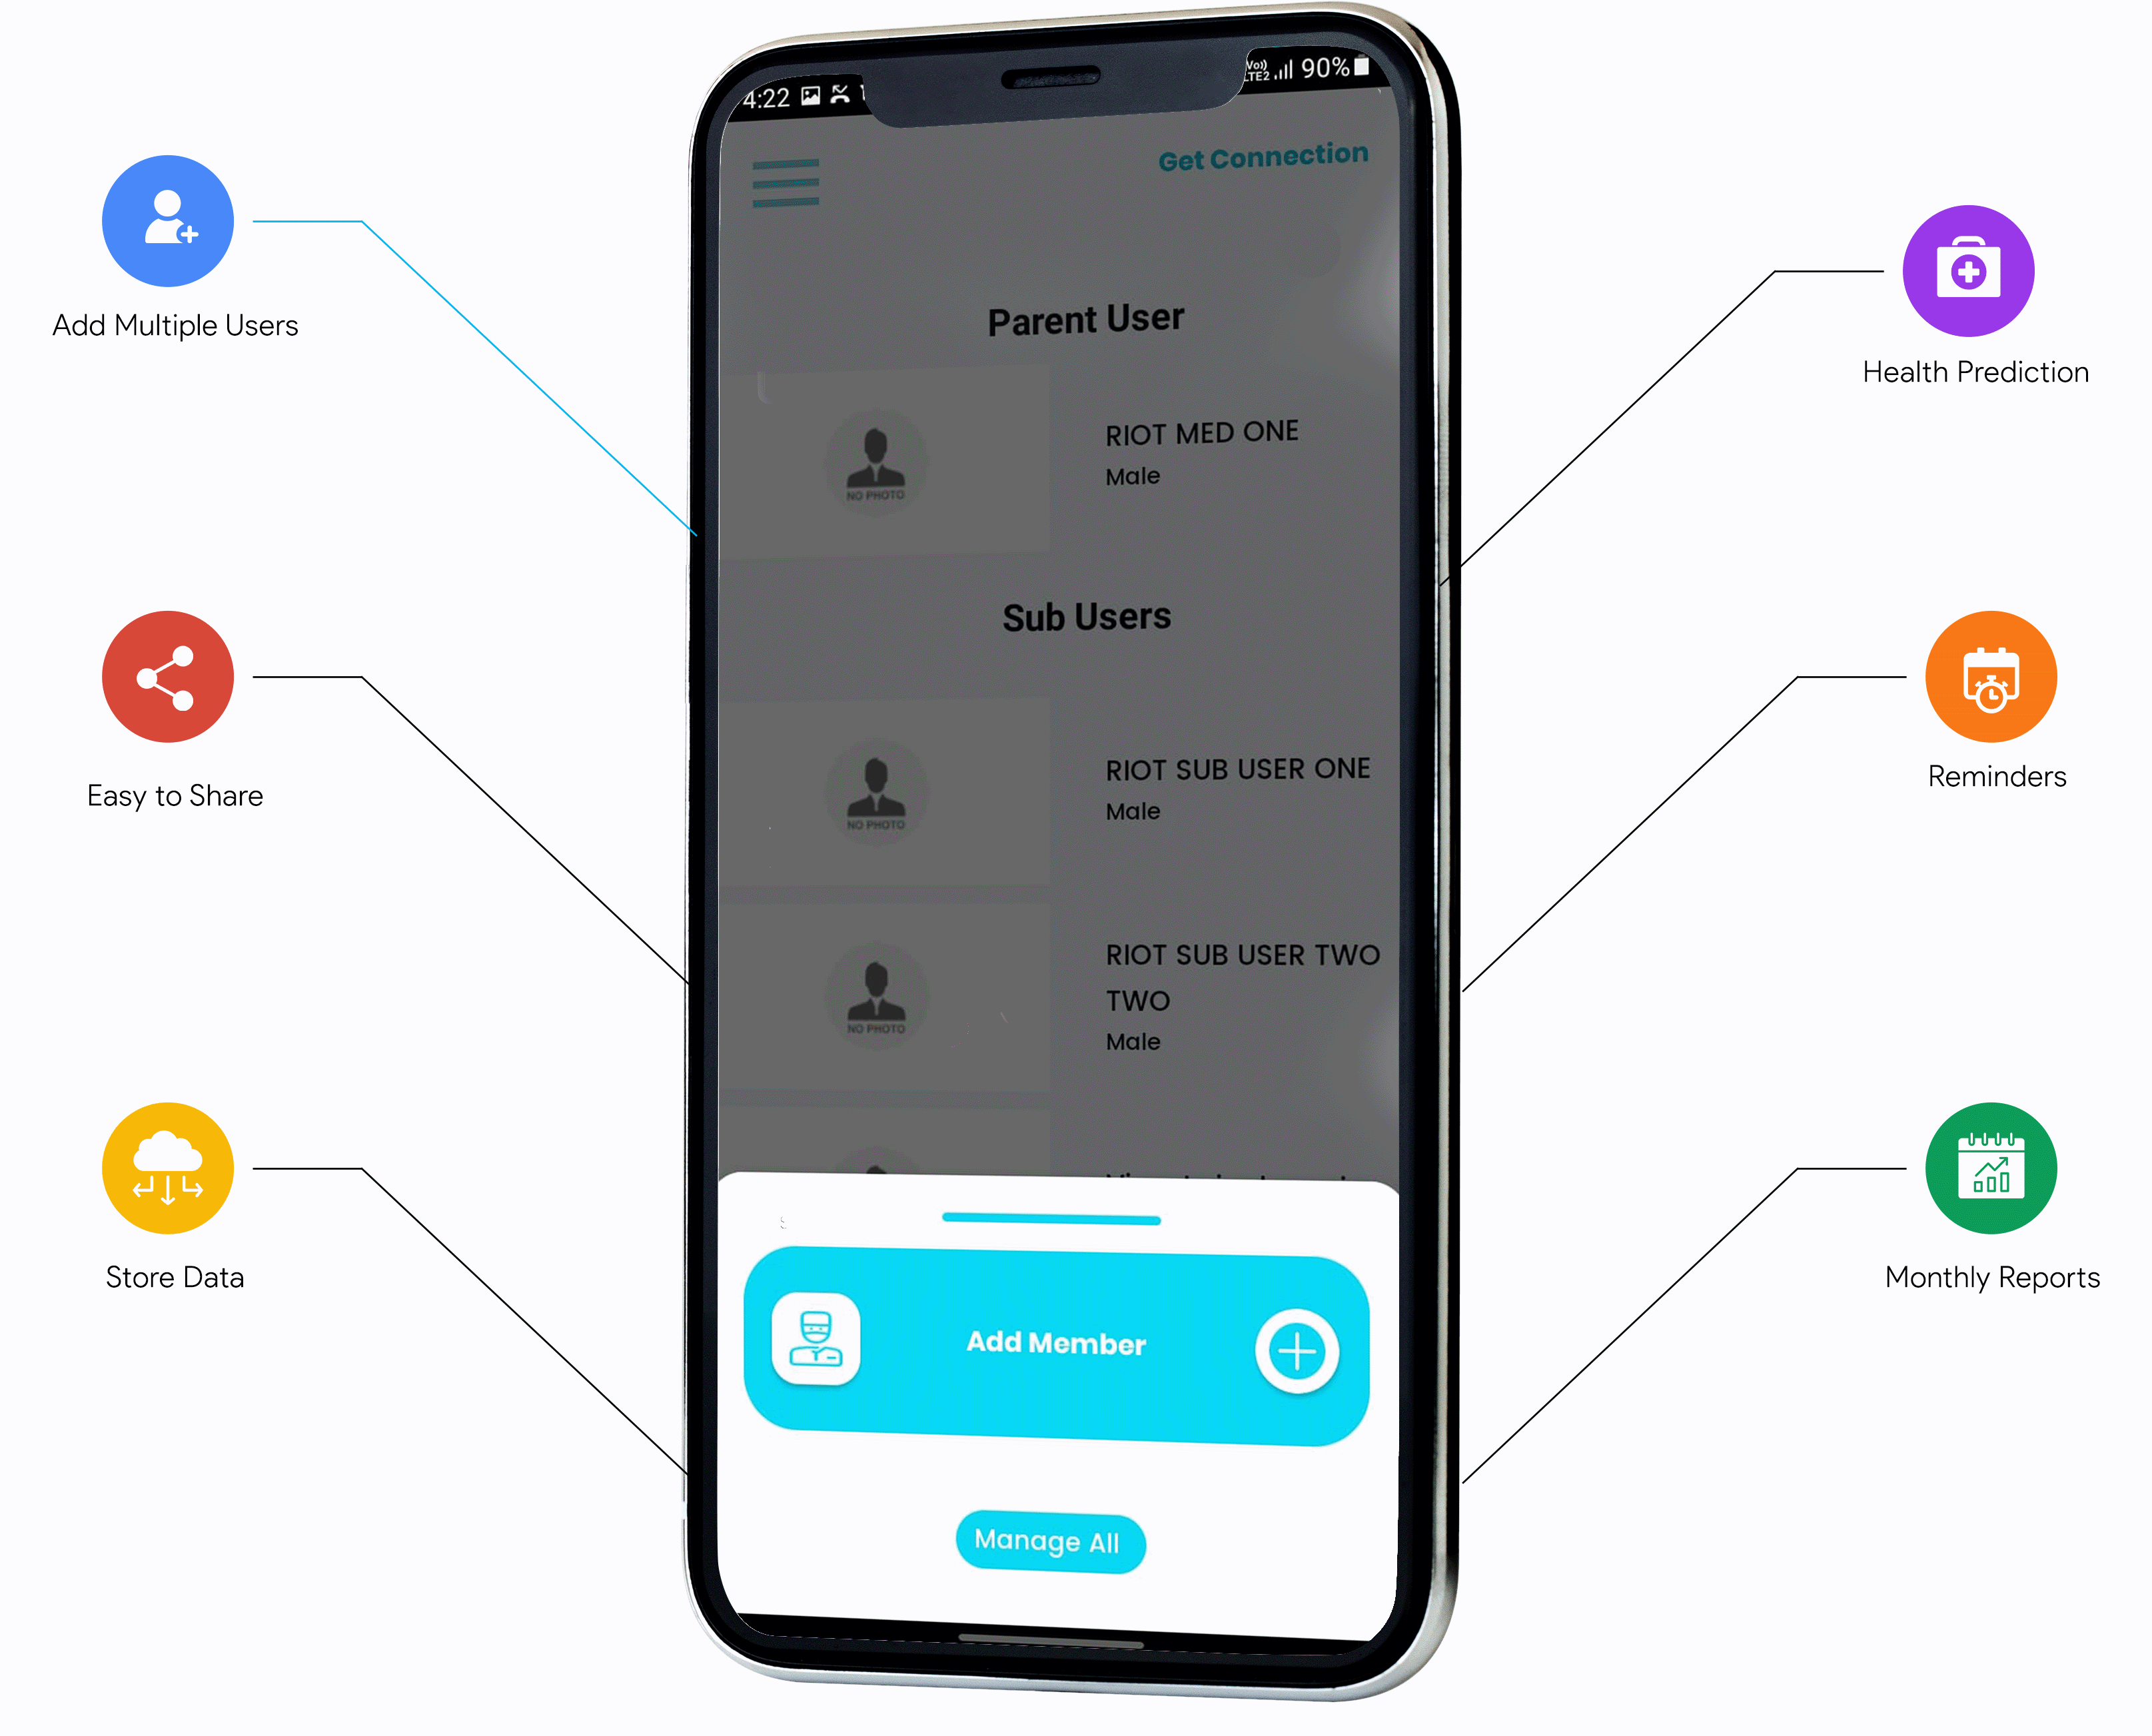 4:22
Vo))
LTE2
90%
Get Connection
Add Multiple Users
Health Prediction
Parent User
NO PHOTO
RIOT MED ONE
Male
Sub Users
Easy to Share
Reminders
NO PHOTO
RIOT SUB USER ONE
Male
NO PHOTO
RIOT SUB USER TWO
TWO
Male
Store Data
Monthly Reports
Add Member
Manage All